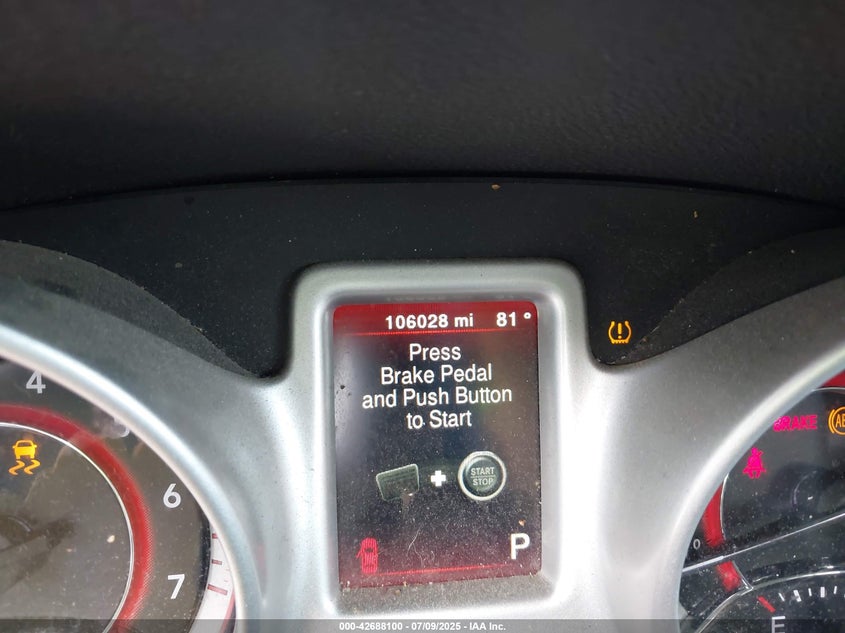 106028 mi 81°
Press
Brake Pedal
and Push Button
to Start
START
STOP
P
4
6
7
BRAKE
0
F
000-42688100 | 07/09/2025 - IAA Inc.